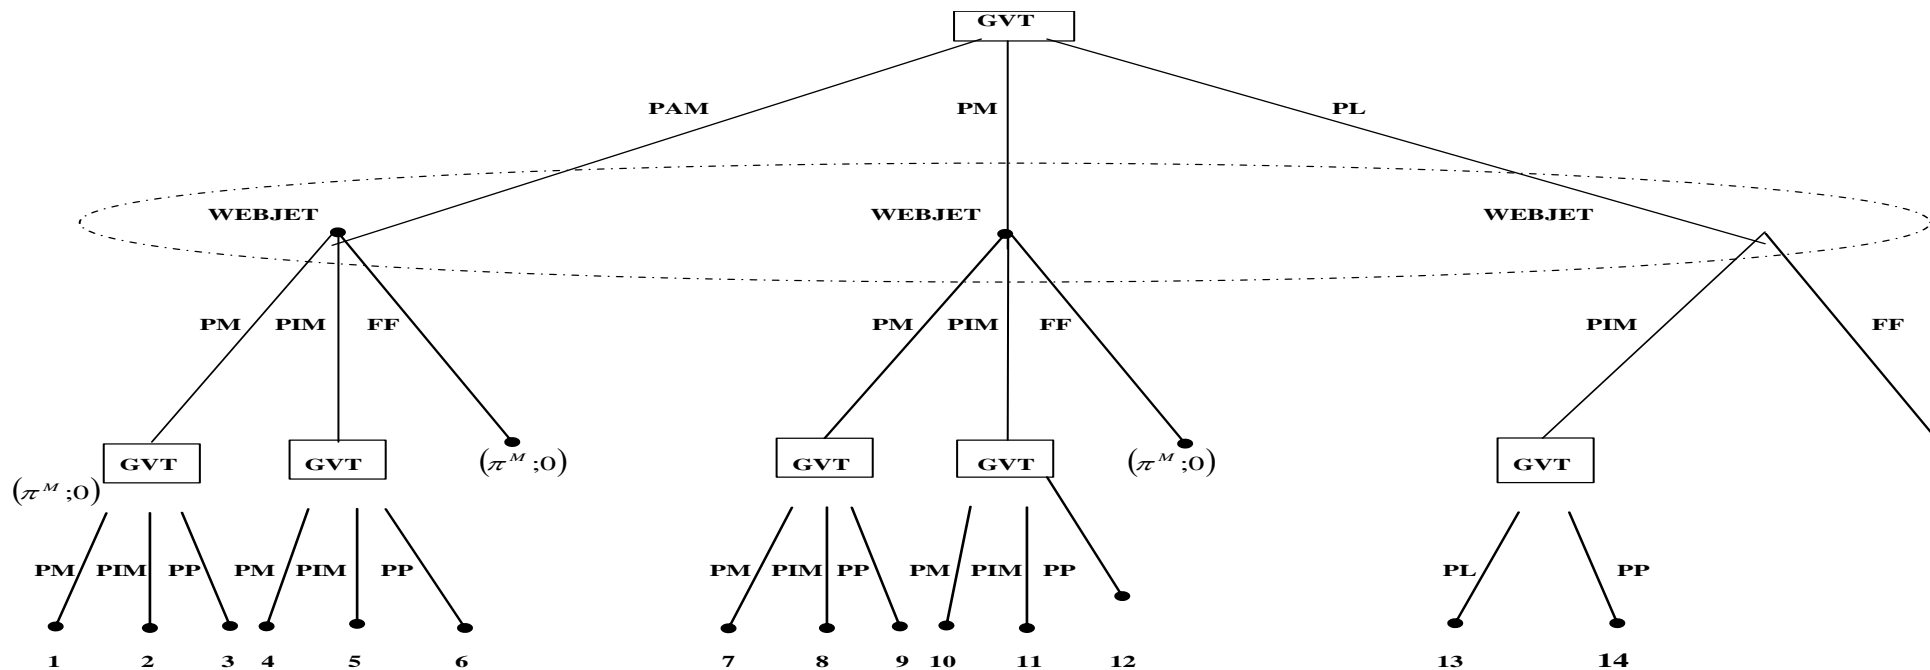 GVT
PAM PM PL
WEBJET WEBJET WEBJET
PM PIM FF PM PIM FF PIM FF
GVT GVT (π^M;0) GVT GVT (π^M;0) GVT
(π^M;0)
PM PIM PP PM PIM PP PM PIM PP PM PIM PP PL PP
1 2 3 4 5 6 7 8 9 10 11 12 13 14